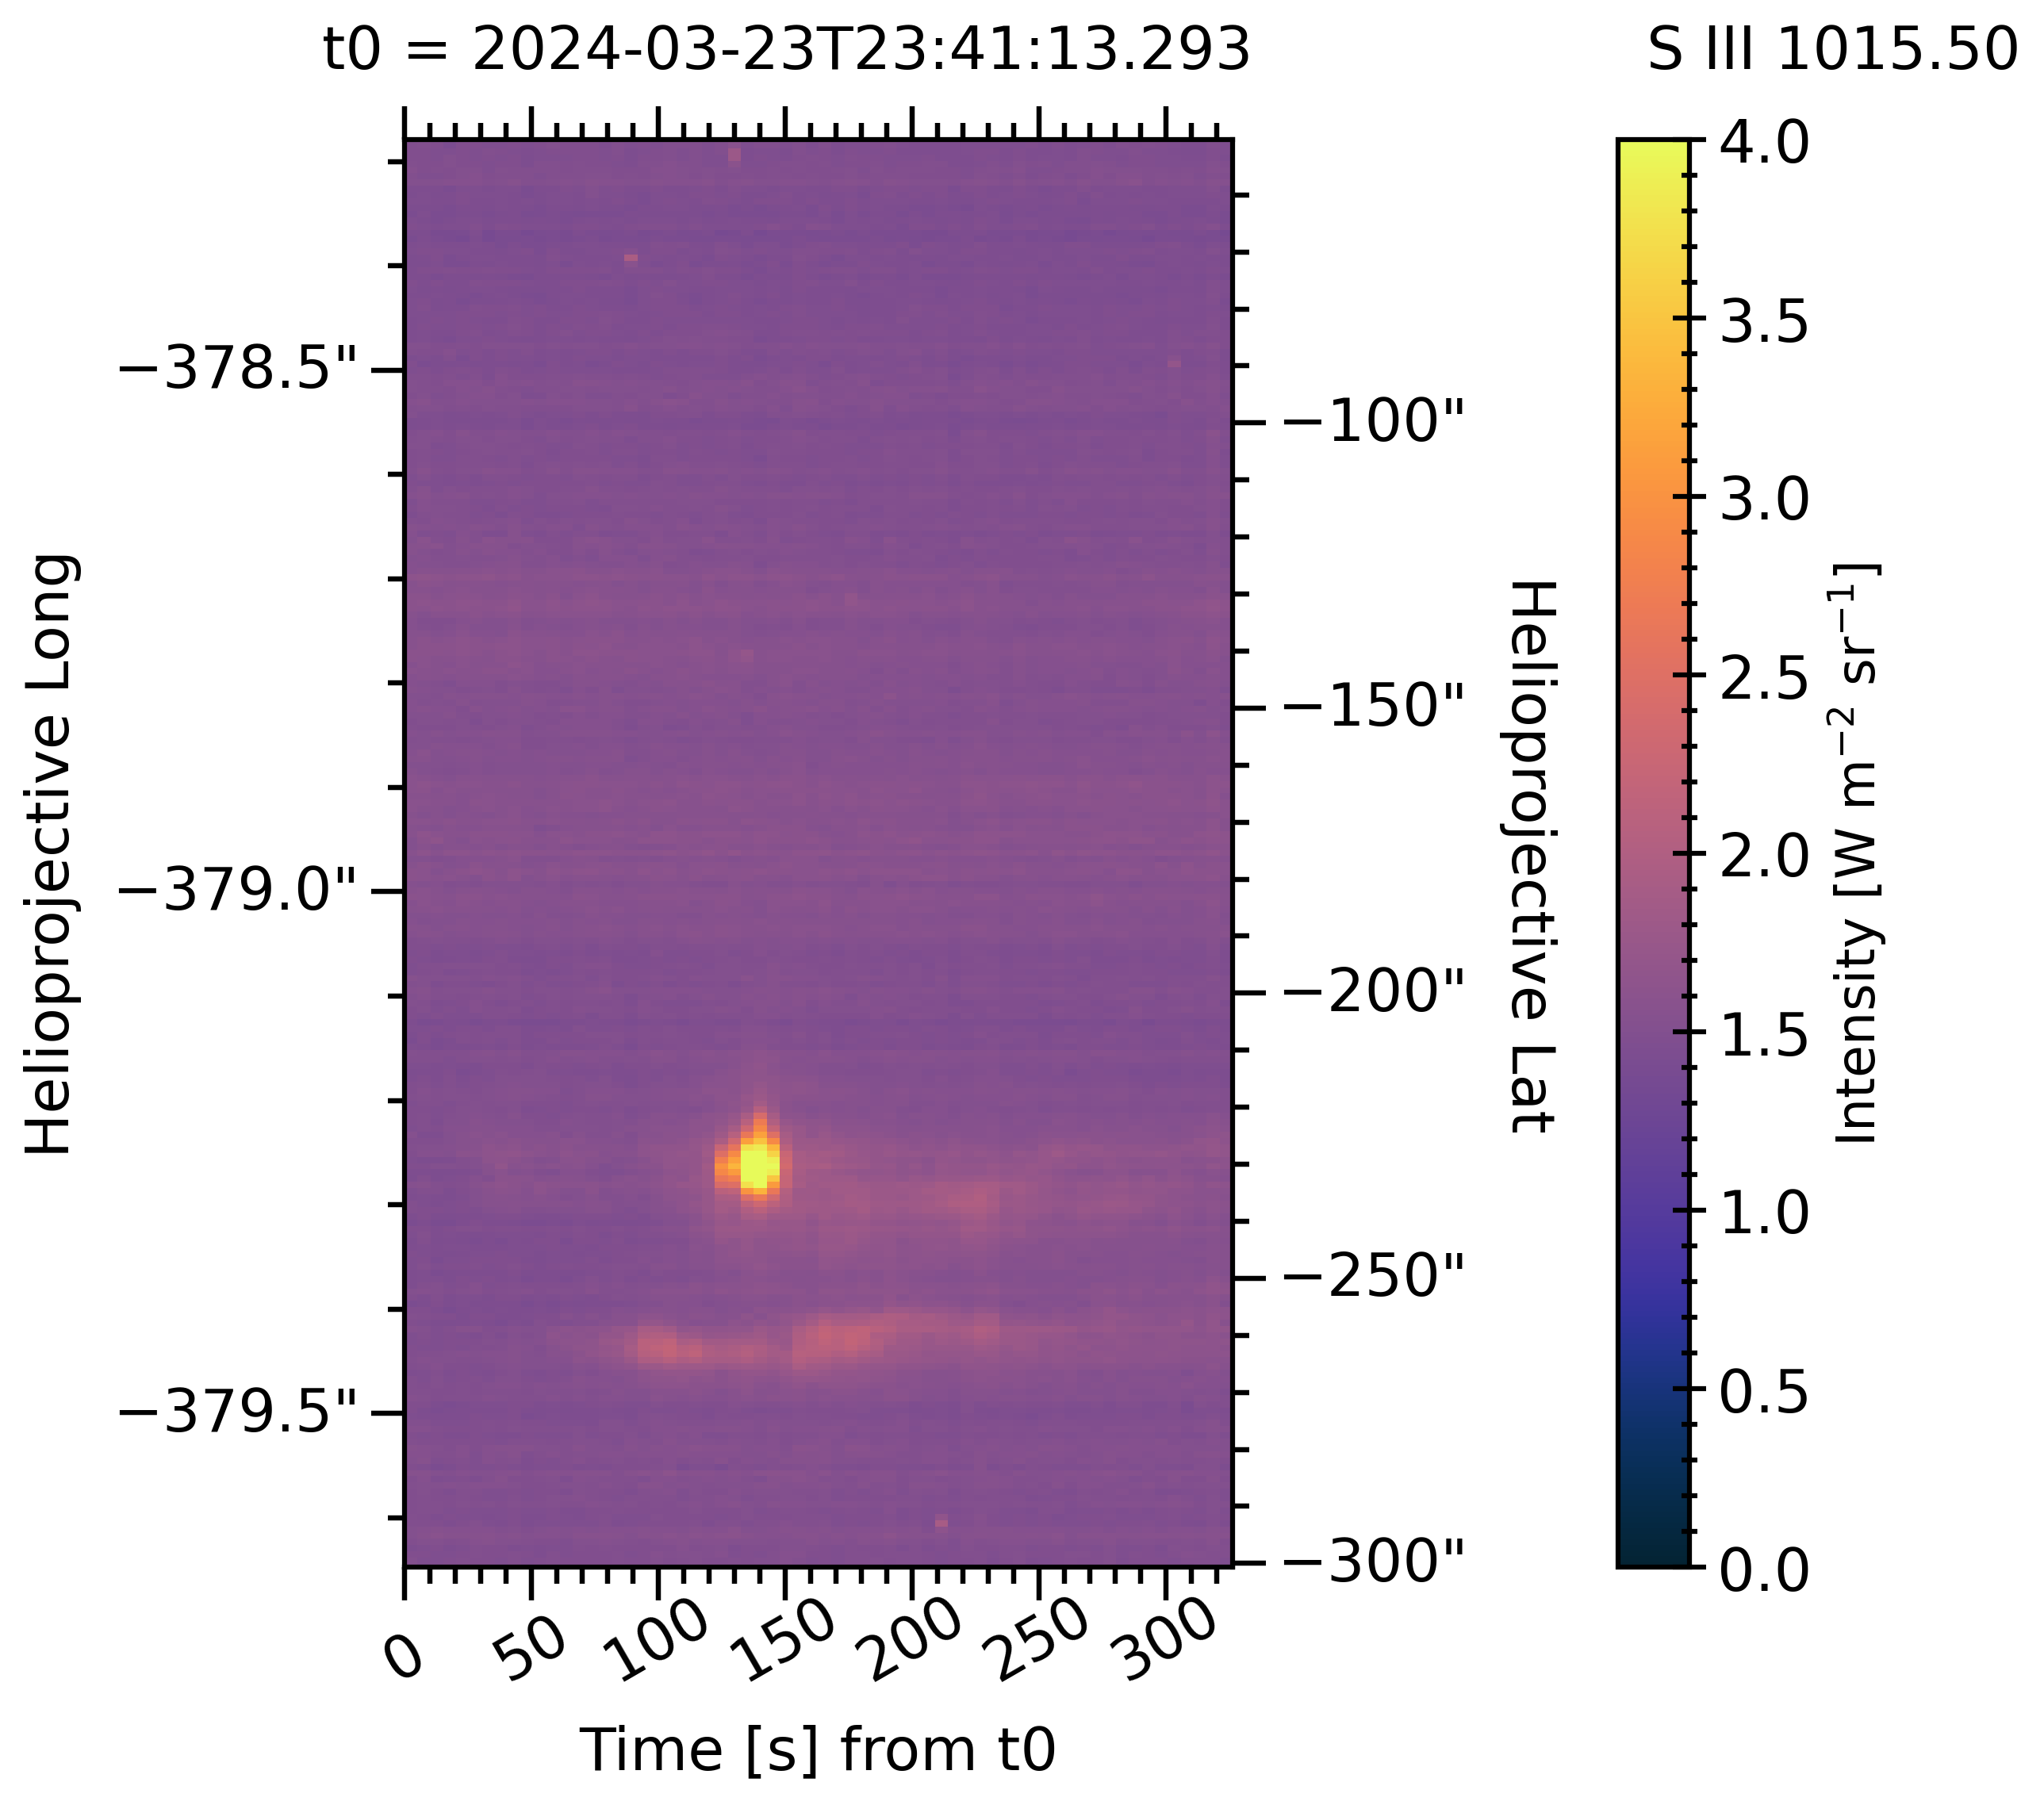 t0 = 2024-03-23T23:41:13.293
S III 1015.50
Helioprojective Long
−378.5"
−379.0"
−379.5"
−100"
−150"
−200"
−250"
−300"
Helioprojective Lat
4.0
3.5
3.0
2.5
2.0
1.5
1.0
0.5
0.0
Intensity [W m⁻² sr⁻¹]
0 50 100 150 200 250 300
Time [s] from t0